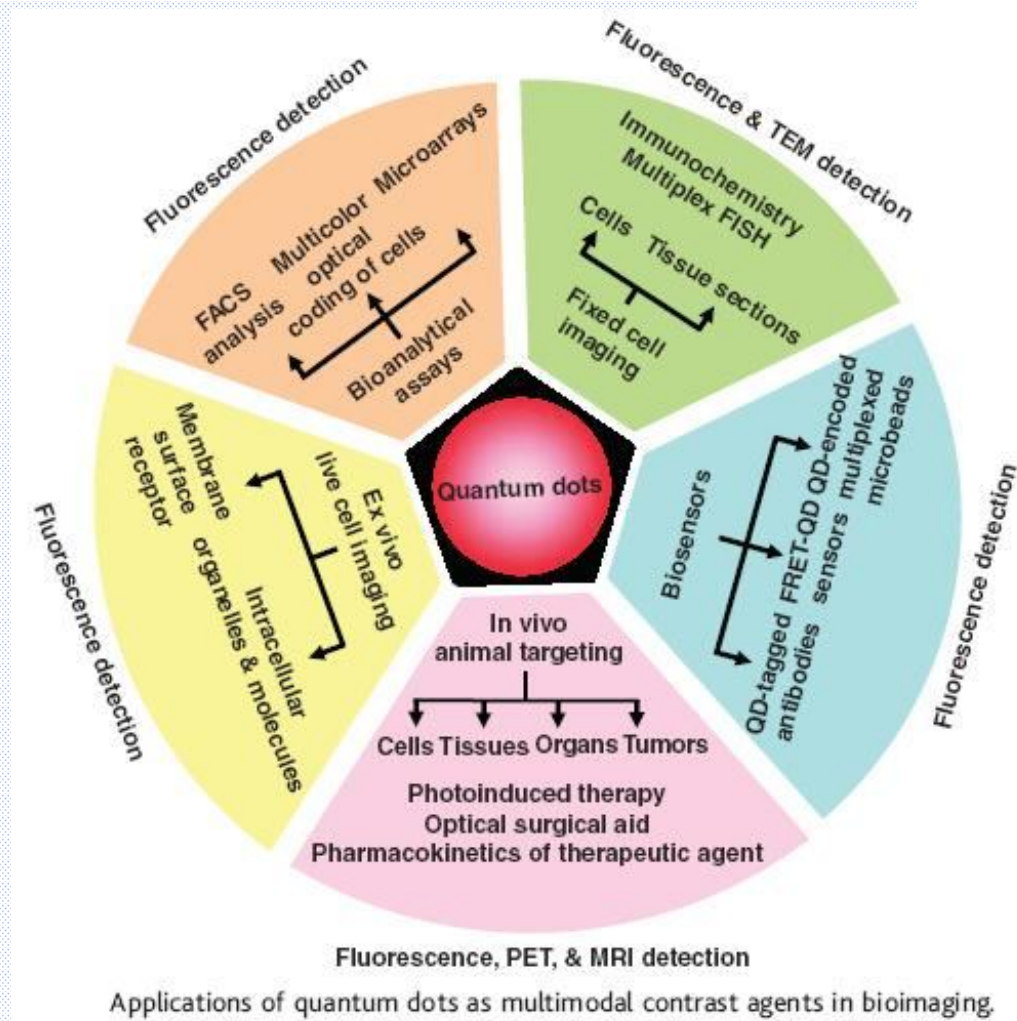 Fluorescence detection
FACS
analysis
Multicolor
optical
coding of cells
Microarrays
Bioanalytical
assays
Fluorescence & TEM detection
Immunochemistry
Multiplex FISH
Cells
Tissue sections
Fixed cell
imaging
Fluorescence detection
Biosensors
QD-tagged
antibodies
FRET-QD
sensors
QD-encoded
multiplexed
microbeads
Quantum dots
Fluorescence detection
Membrane
surface
receptor
Ex vivo
live cell imaging
Intracellular
organelles & molecules
In vivo
animal targeting
Cells Tissues Organs Tumors
Photoinduced therapy
Optical surgical aid
Pharmacokinetics of therapeutic agent
Fluorescence, PET, & MRI detection
Applications of quantum dots as multimodal contrast agents in bioimaging.